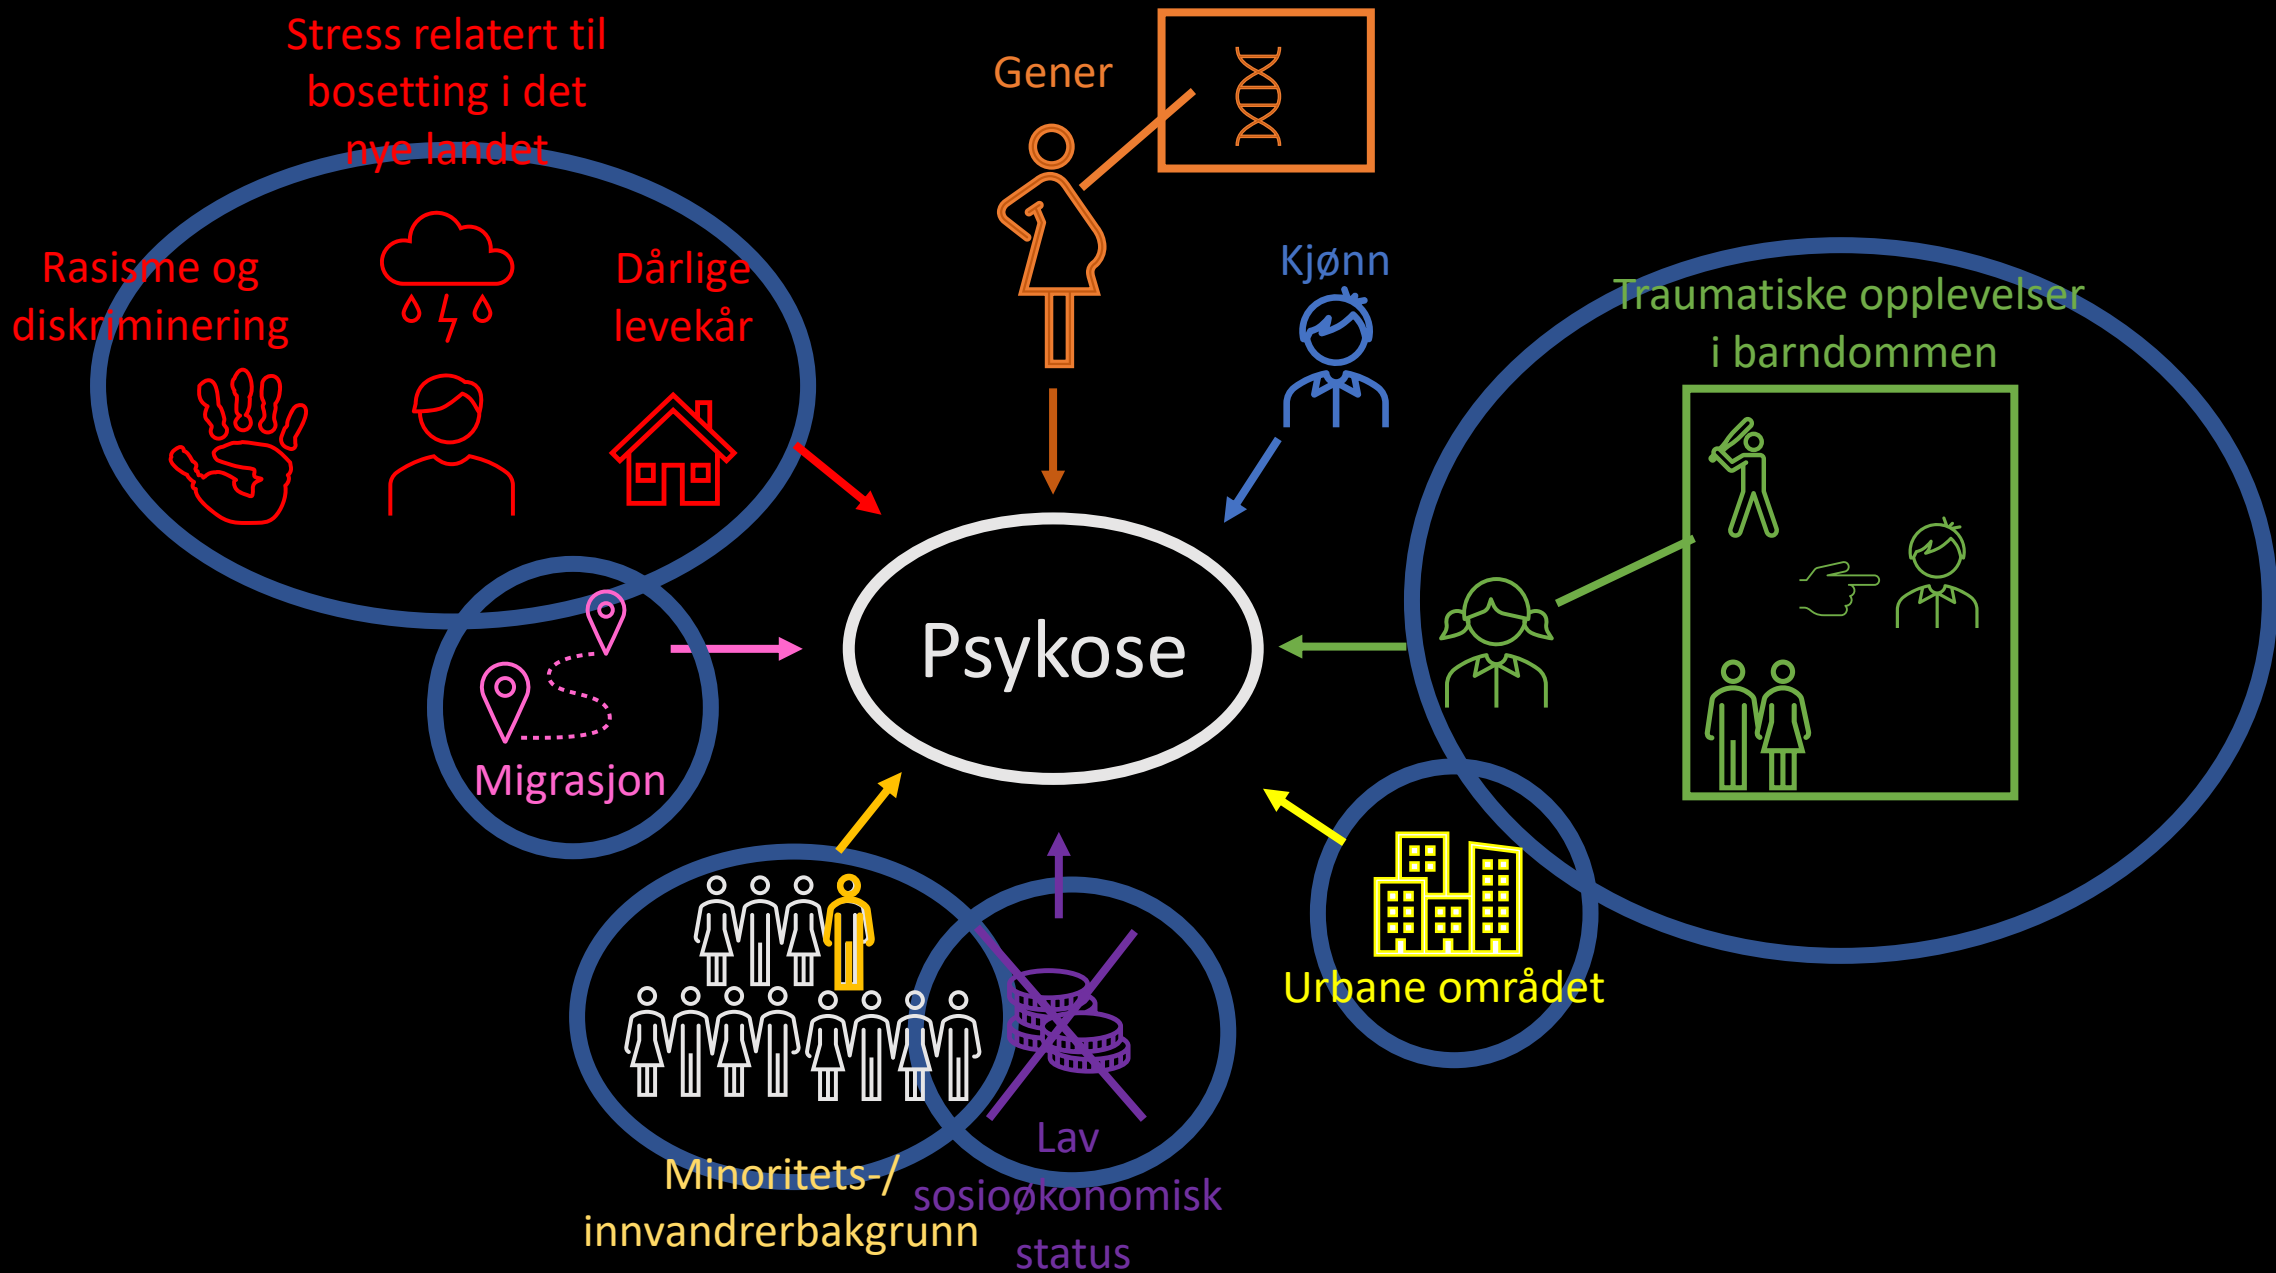 Stress relatert til
bosetting i det
nye landet
Gener
Rasisme og
diskriminering
Dårlige
levekår
Kjønn
Traumatiske opplevelser
i barndommen
Psykose
Migrasjon
Urbane området
Minoritets-/
innvandrerbakgrunn
Lav
sosioøkonomisk
status